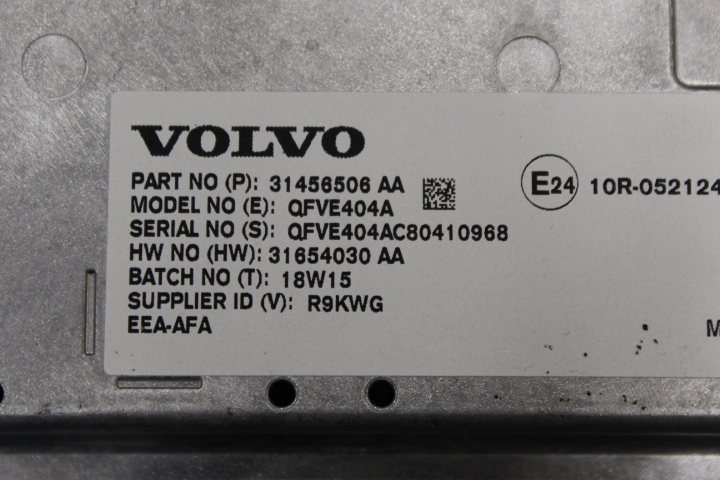 VOLVO
PART NO (P): 31456506 AA
MODEL NO (E): QFVE404A
SERIAL NO (S): QFVE404AC80410968
HW NO (HW): 31654030 AA
BATCH NO (T): 18W15
SUPPLIER ID (V): R9KWG
EEA-AFA
E24 10R-052124
M